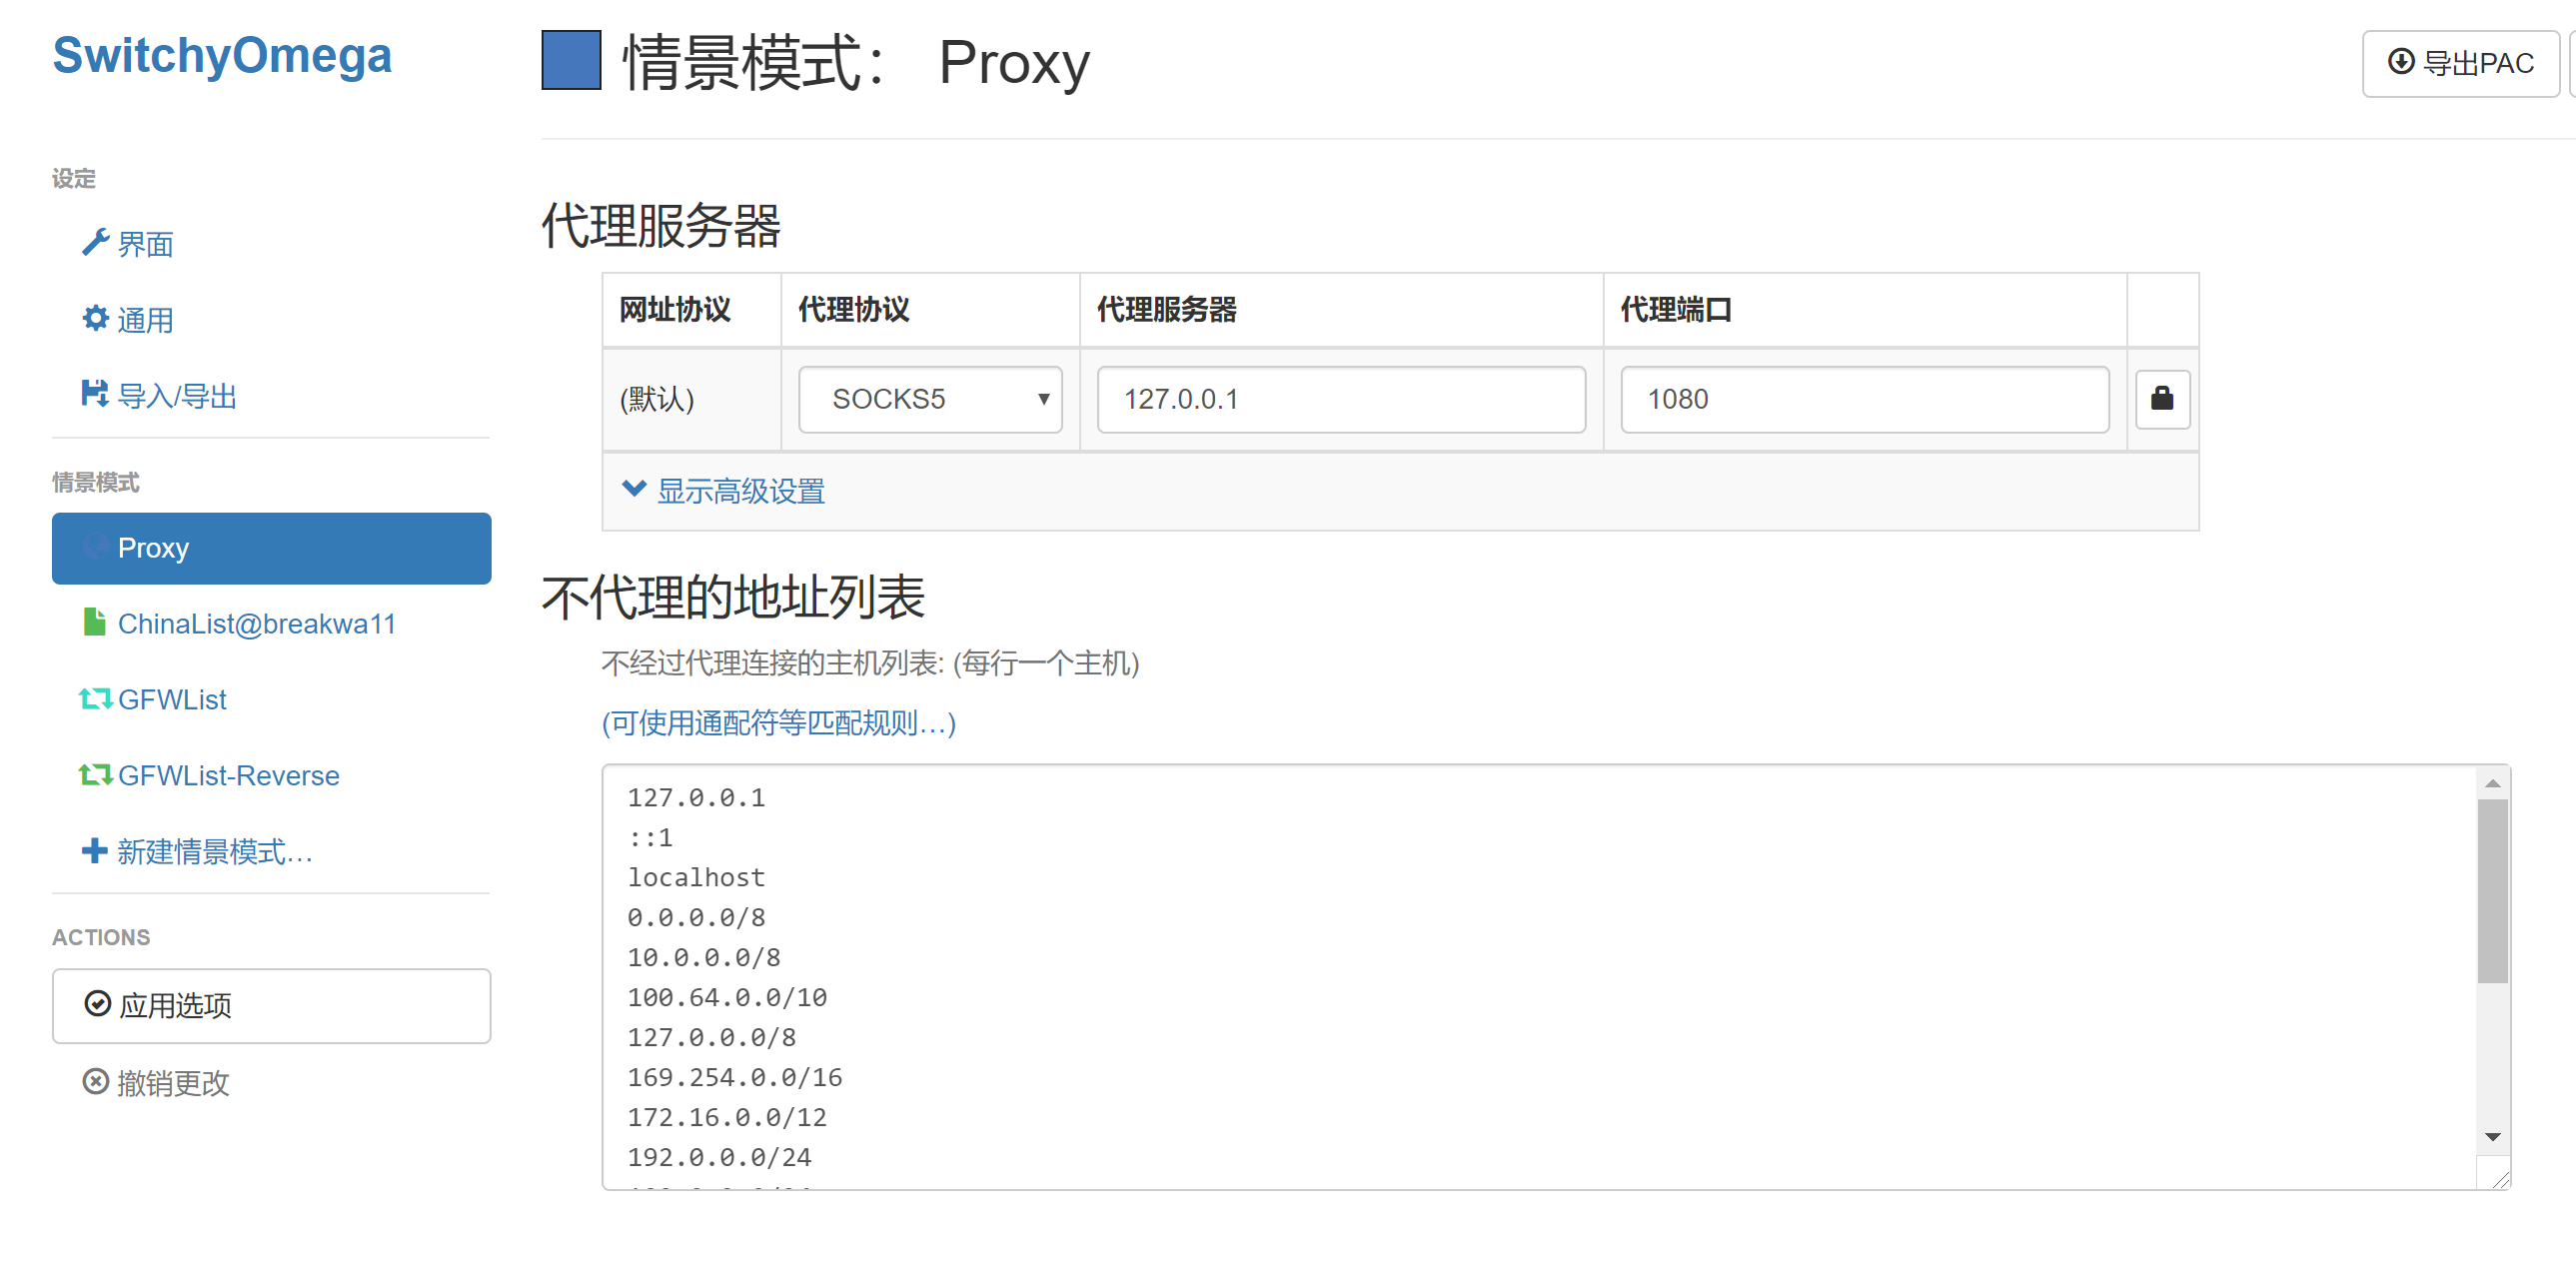 SwitchyOmega
设定
界面
通用
导入/导出
情景模式
Proxy
ChinaList@breakwa11
GFWList
GFWList-Reverse
新建情景模式…
ACTIONS
应用选项
撤销更改
情景模式： Proxy
导出PAC
代理服务器
网址协议 代理协议 代理服务器 代理端口
(默认) SOCKS5 127.0.0.1 1080
显示高级设置
不代理的地址列表
不经过代理连接的主机列表: (每行一个主机)
(可使用通配符等匹配规则…)
127.0.0.1
::1
localhost
0.0.0.0/8
10.0.0.0/8
100.64.0.0/10
127.0.0.0/8
169.254.0.0/16
172.16.0.0/12
192.0.0.0/24